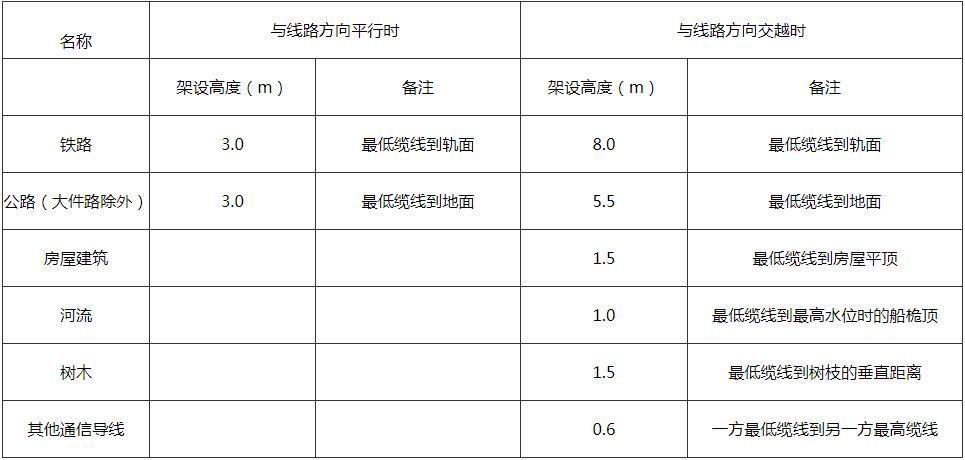 名称 与线路方向平行时 与线路方向交越时
架设高度（m） 备注 架设高度（m） 备注
铁路 3.0 最低缆线到轨面 8.0 最低缆线到轨面
公路（大件路除外） 3.0 最低缆线到地面 5.5 最低缆线到地面
房屋建筑 1.5 最低缆线到房屋平顶
河流 1.0 最低缆线到最高水位时的船桅顶
树木 1.5 最低缆线到树枝的垂直距离
其他通信导线 0.6 一方最低缆线到另一方最高缆线